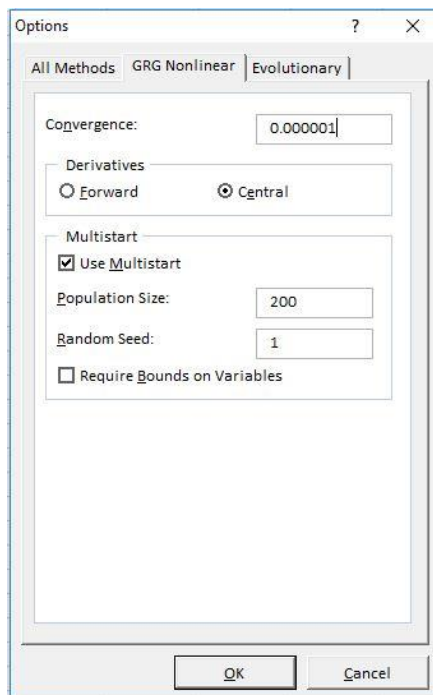 Options ? X
All Methods GRG Nonlinear Evolutionary
Convergence: 0.000001
Derivatives
Forward Central
Multistart
Use Multistart
Population Size: 200
Random Seed: 1
Require Bounds on Variables
OK Cancel